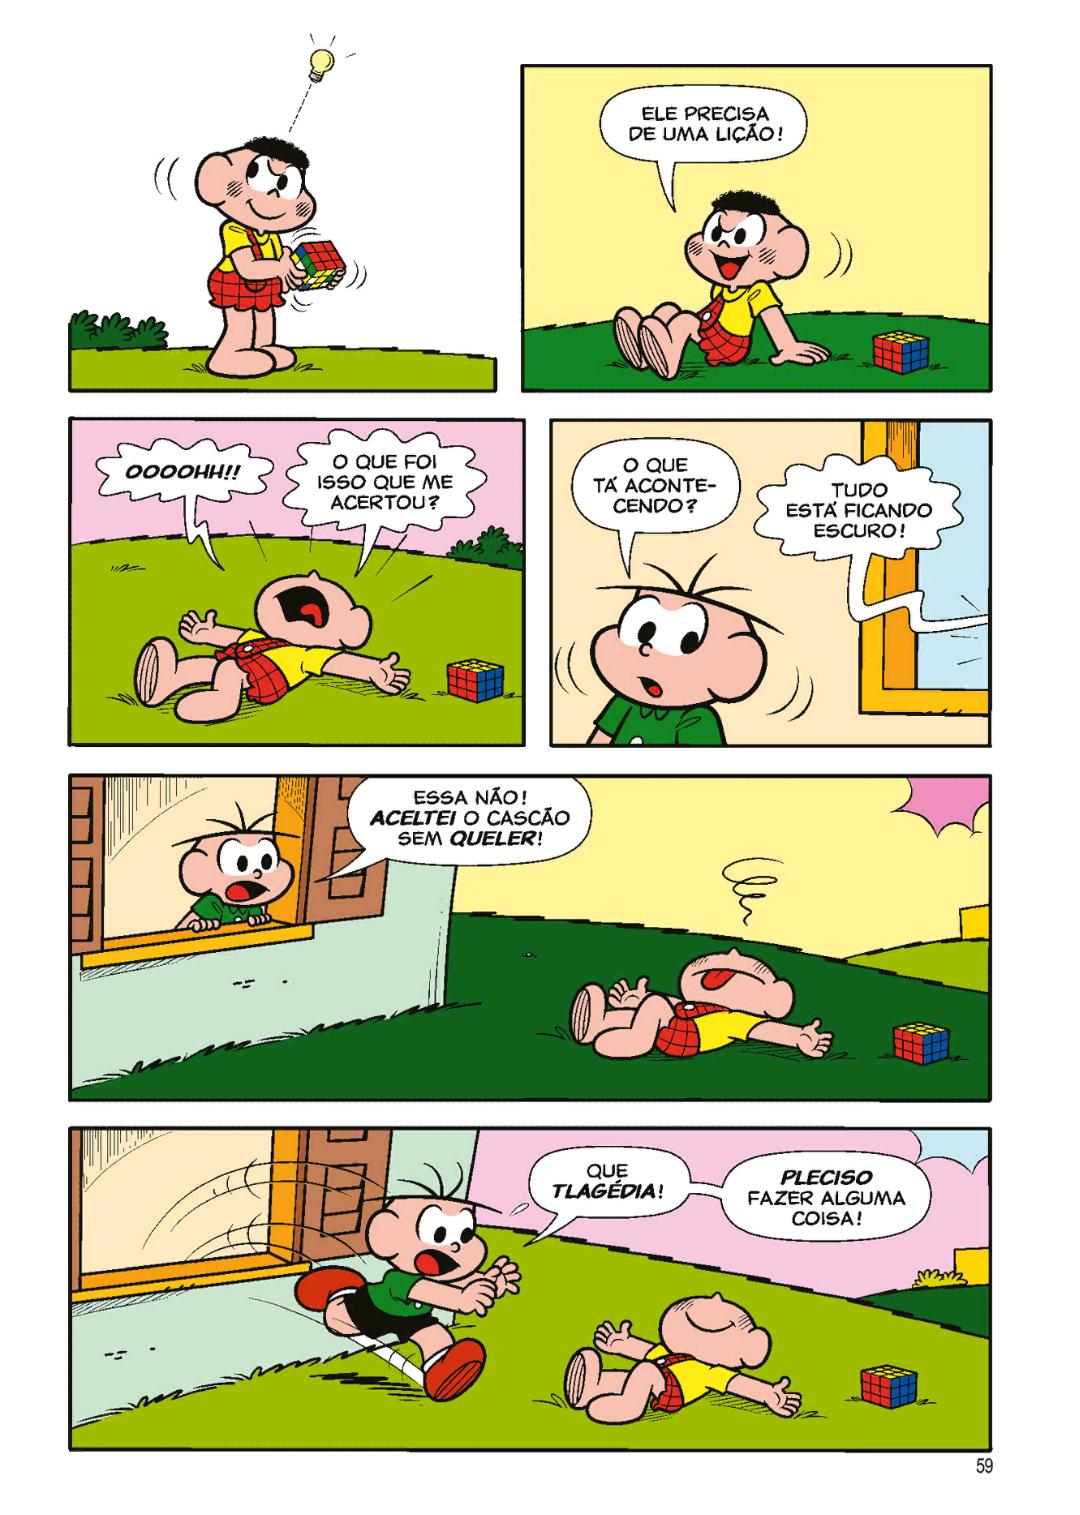 ELE PRECISA
DE UMA LIÇÃO!
OOOOHH!!
O QUE FOI
ISSO QUE ME
ACERTOU?
O QUE
TÁ ACONTE-
CENDO?
TUDO
ESTÁ FICANDO
ESCURO!
ESSA NÃO!
ACELTEI O CASCÃO
SEM QUELER!
QUE
TLAGÉDIA!
PLECISO
FAZER ALGUMA
COISA!
59